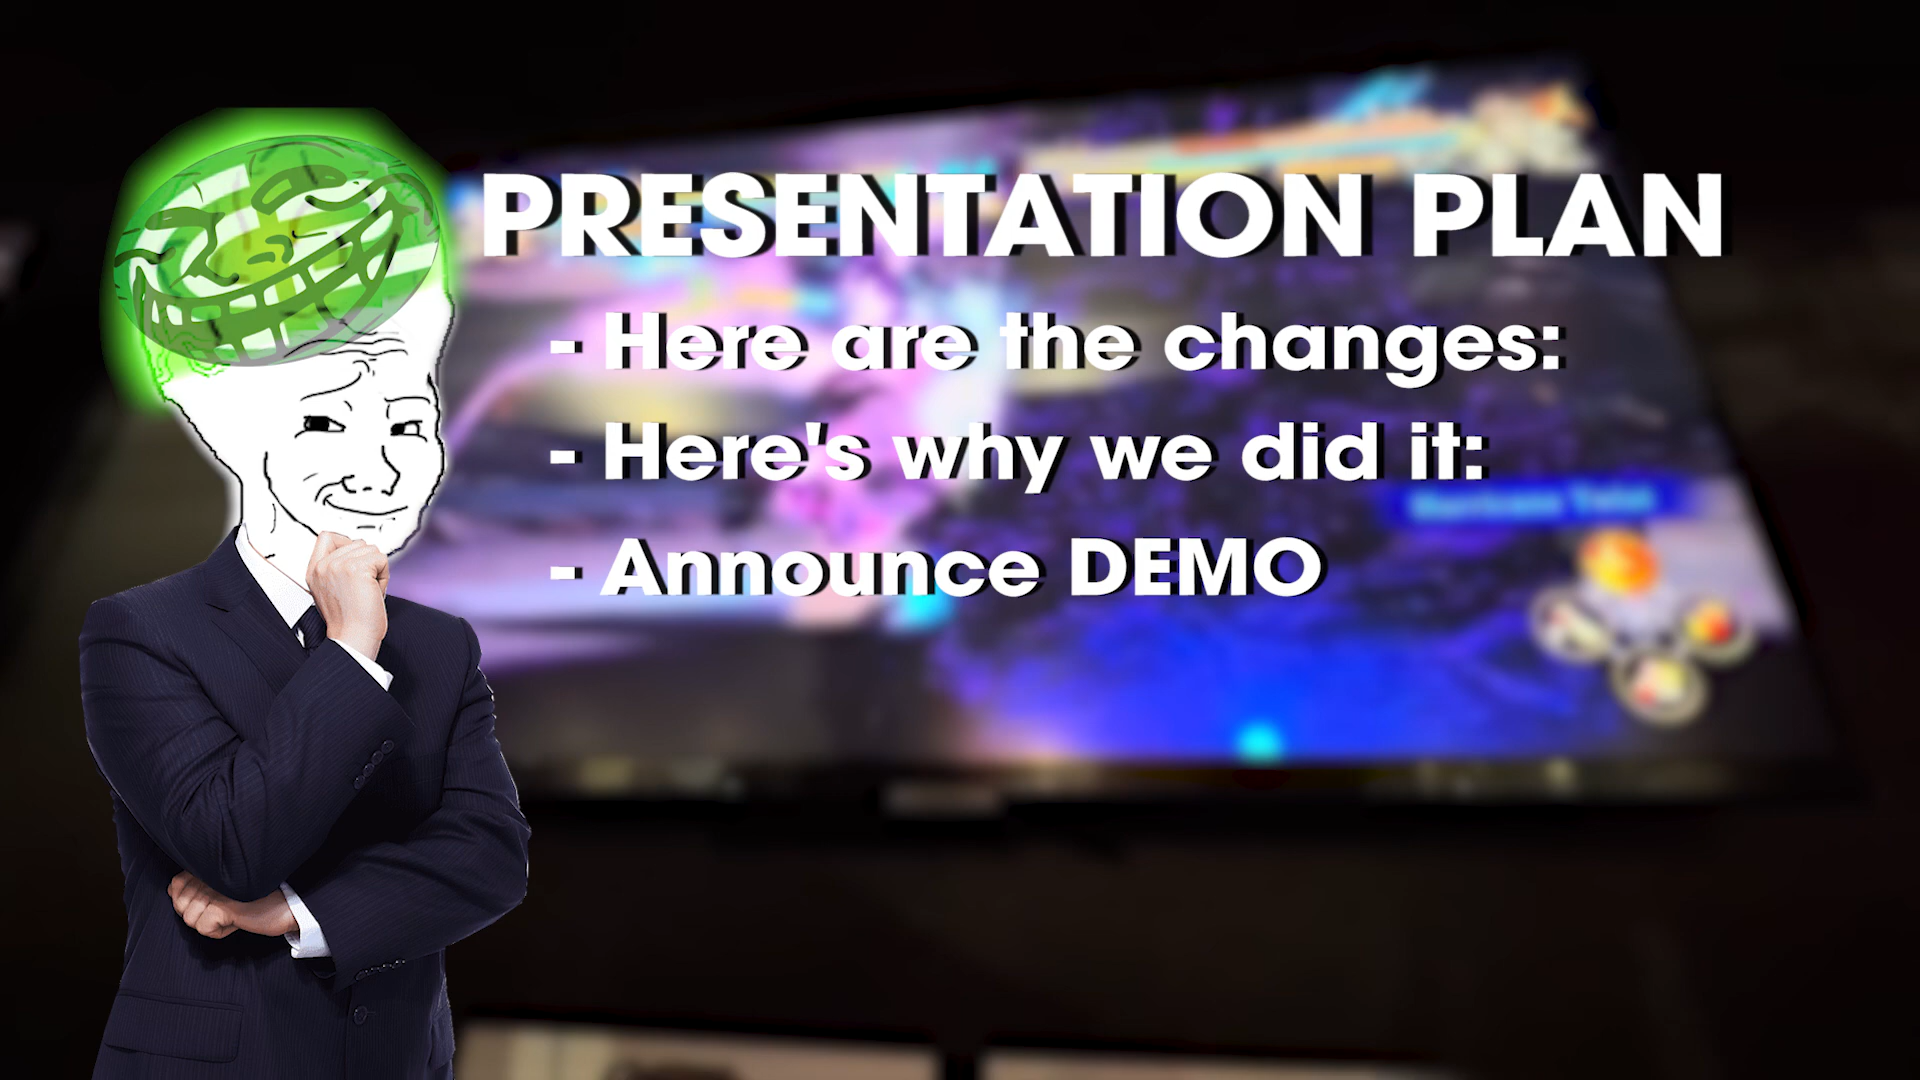 PRESENTATION PLAN
- Here are the changes:
- Here's why we did it:
- Announce DEMO